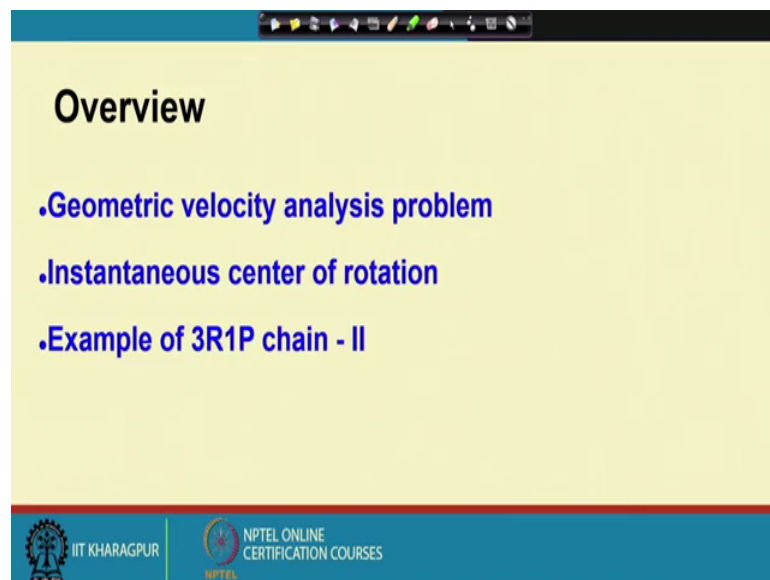 Overview
•Geometric velocity analysis problem
•Instantaneous center of rotation
•Example of 3R1P chain - II
IIT KHARAGPUR
NPTEL ONLINE
CERTIFICATION COURSES
NPTEL